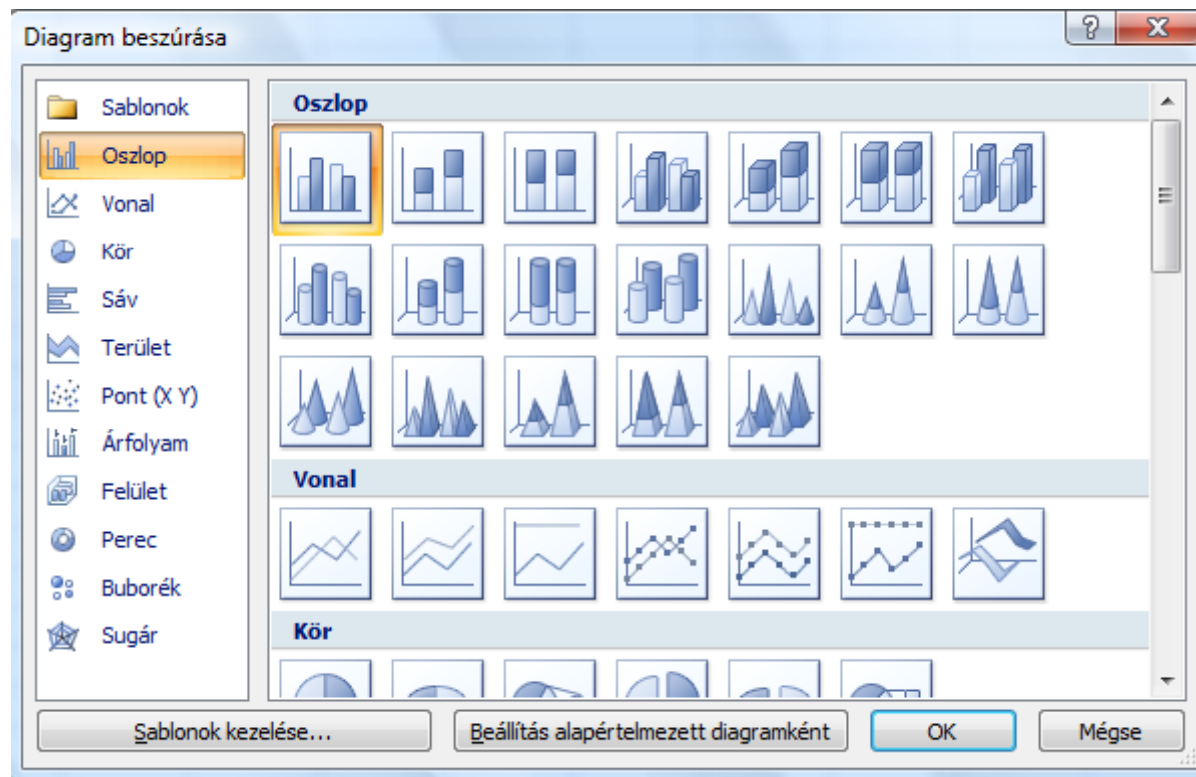 Diagram beszúrása
Sablonok
Oszlop
Vonal
Kör
Sáv
Terület
Pont (X Y)
Árfolyam
Felület
Perec
Buborék
Sugár
Oszlop
Vonal
Kör
Sablonok kezelése...
Beállítás alapértelmezett diagramként
OK
Mégse